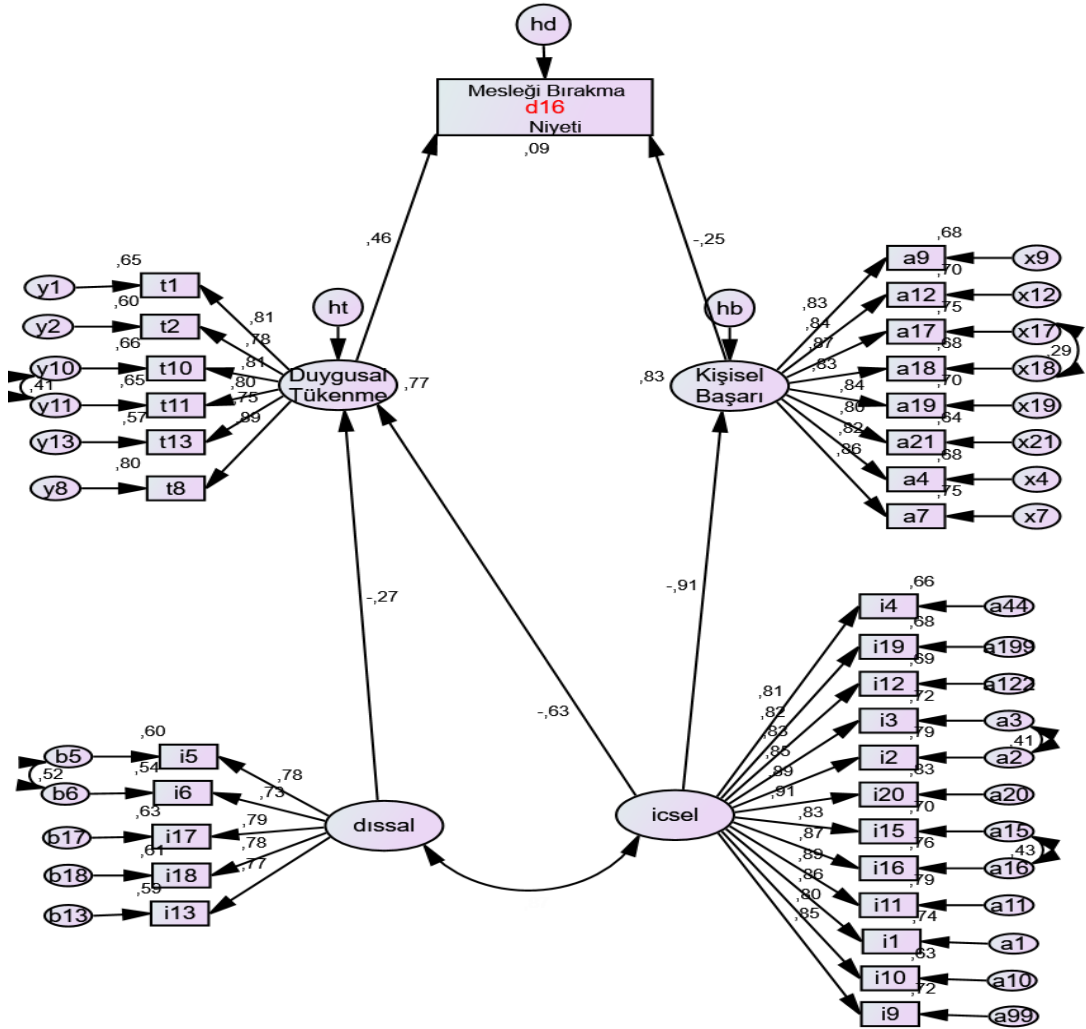 hd
Mesleği Bırakma
d16
Niyeti
,09
,46
-,25
,65
y1
t1
,60
y2
t2
,66
y10
t10
,41
,65
y11
t11
,57
y13
t13
,80
y8
t8
,81
,78
,81
,80
,75
,89
ht
Duygusal
Tükenme
,77
hb
,83
Kişisel
Başarı
,83
,84
,87
,83
,84
,80
,82
,86
,68
a9
x9
,70
a12
x12
,75
a17
x17
,68
a18
x18
,29
,70
a19
x19
,64
a21
x21
,68
a4
x4
,75
a7
x7
-,27
-,63
-,91
,60
b5
i5
,52
,54
b6
i6
,63
b17
i17
,61
b18
i18
,59
b13
i13
,78
,73
,79
,78
,77
dıssal
icsel
,81
,82
,83
,85
,89
,91
,83
,87
,89
,86
,80
,85
,66
i4
a44
,68
i19
a199
,69
i12
a122
,72
i3
a3
,41
,79
i2
a2
,83
i20
a20
,70
i15
a15
,43
,76
i16
a16
,79
i11
a11
,74
i1
a1
,63
i10
a10
,72
i9
a99